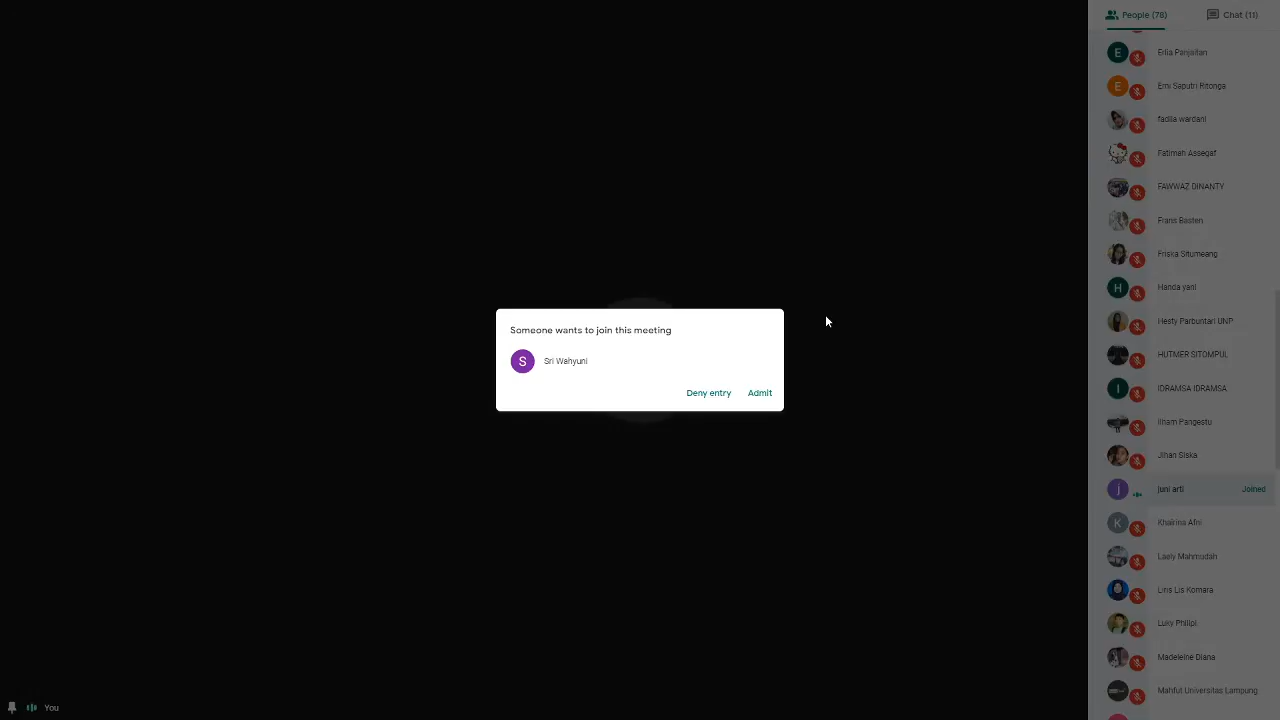 People (78)
Chat (11)
E
Erlia Panjaitan
E
Erni Saputri Ritonga
fadila wardani
Fatimah Assegaf
FAWWAZ DINANTY
Frans Basten
Friska Situmeang
H
Handa yani
Hesty Parbuntari UNP
HUTMER SITOMPUL
I
IDRAMSA IDRAMSA
Ilham Pangestu
Jihan Siska
j
juni arti
Joined
K
Khairina Afni
Laely Mahmudah
Liris Lis Komara
Luky Philipi
Madeleine Diana
Mahfut Universitas Lampung
Someone wants to join this meeting
S
Sri Wahyuni
Deny entry
Admit
You